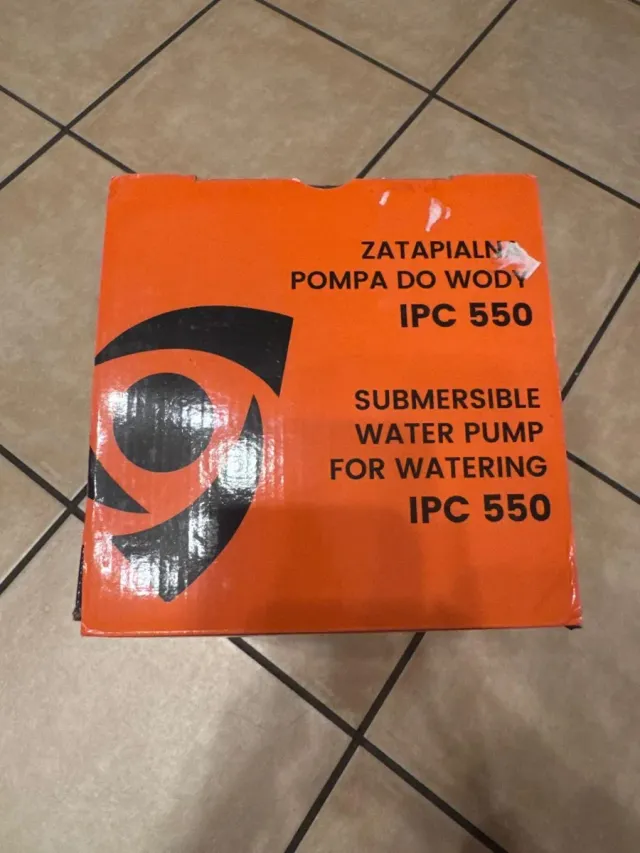 ZATAPIALNA
POMPA DO WODY
IPC 550
SUBMERSIBLE
WATER PUMP
FOR WATERING
IPC 550